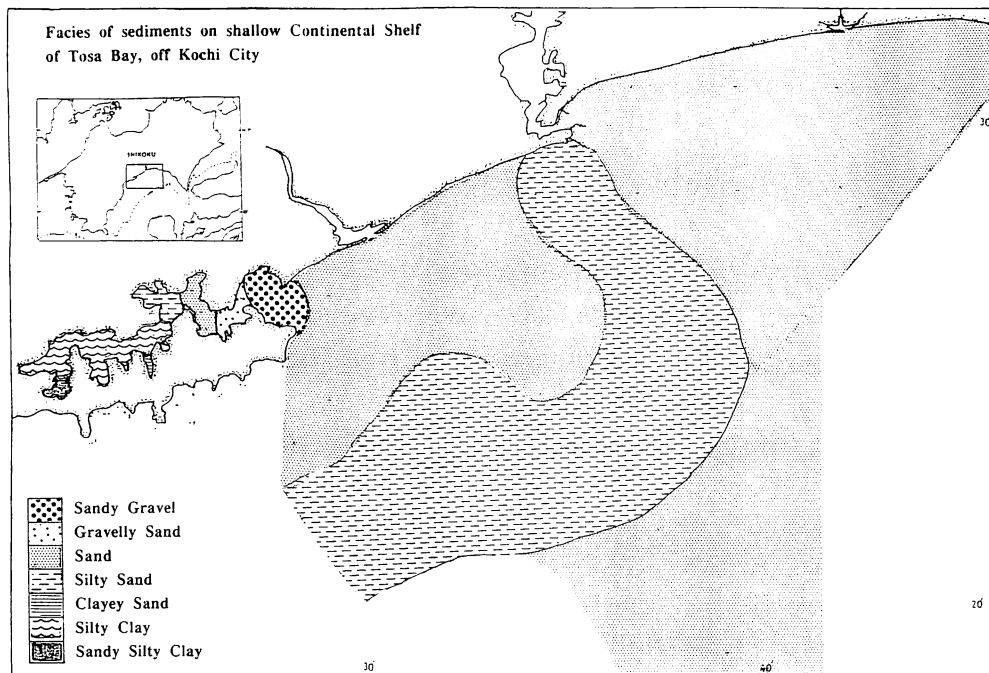 Facies of sediments on shallow Continental Shelf
of Tosa Bay, off Kochi City
SHIKOKU
30'
Sandy Gravel
Gravelly Sand
Sand
Silty Sand
Clayey Sand
Silty Clay
Sandy Silty Clay
20'
30'
40'